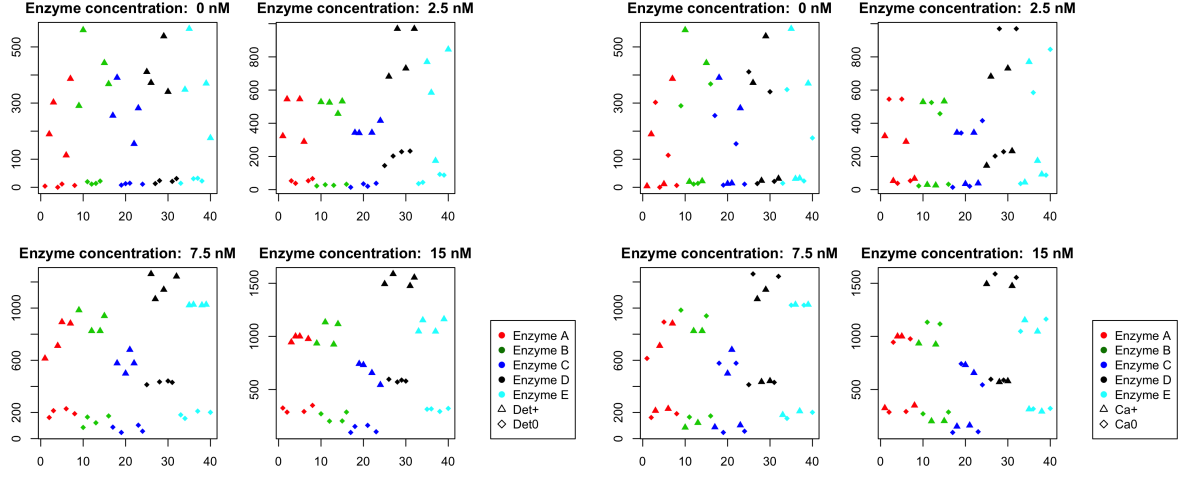 Enzyme concentration: 0 nM
Enzyme concentration: 2.5 nM
Enzyme concentration: 0 nM
Enzyme concentration: 2.5 nM
0 100 300 500
0 10 20 30 40
0 200 400 600 800
0 10 20 30 40
0 100 300 500
0 10 20 30 40
0 200 400 600 800
0 10 20 30 40
Enzyme concentration: 7.5 nM
Enzyme concentration: 15 nM
Enzyme concentration: 7.5 nM
Enzyme concentration: 15 nM
0 200 600 1000
0 10 20 30 40
500 1000 1500
0 10 20 30 40
Enzyme A
Enzyme B
Enzyme C
Enzyme D
Enzyme E
Det+
Det0
0 200 600 1000
0 10 20 30 40
500 1000 1500
0 10 20 30 40
Enzyme A
Enzyme B
Enzyme C
Enzyme D
Enzyme E
Ca+
Ca0